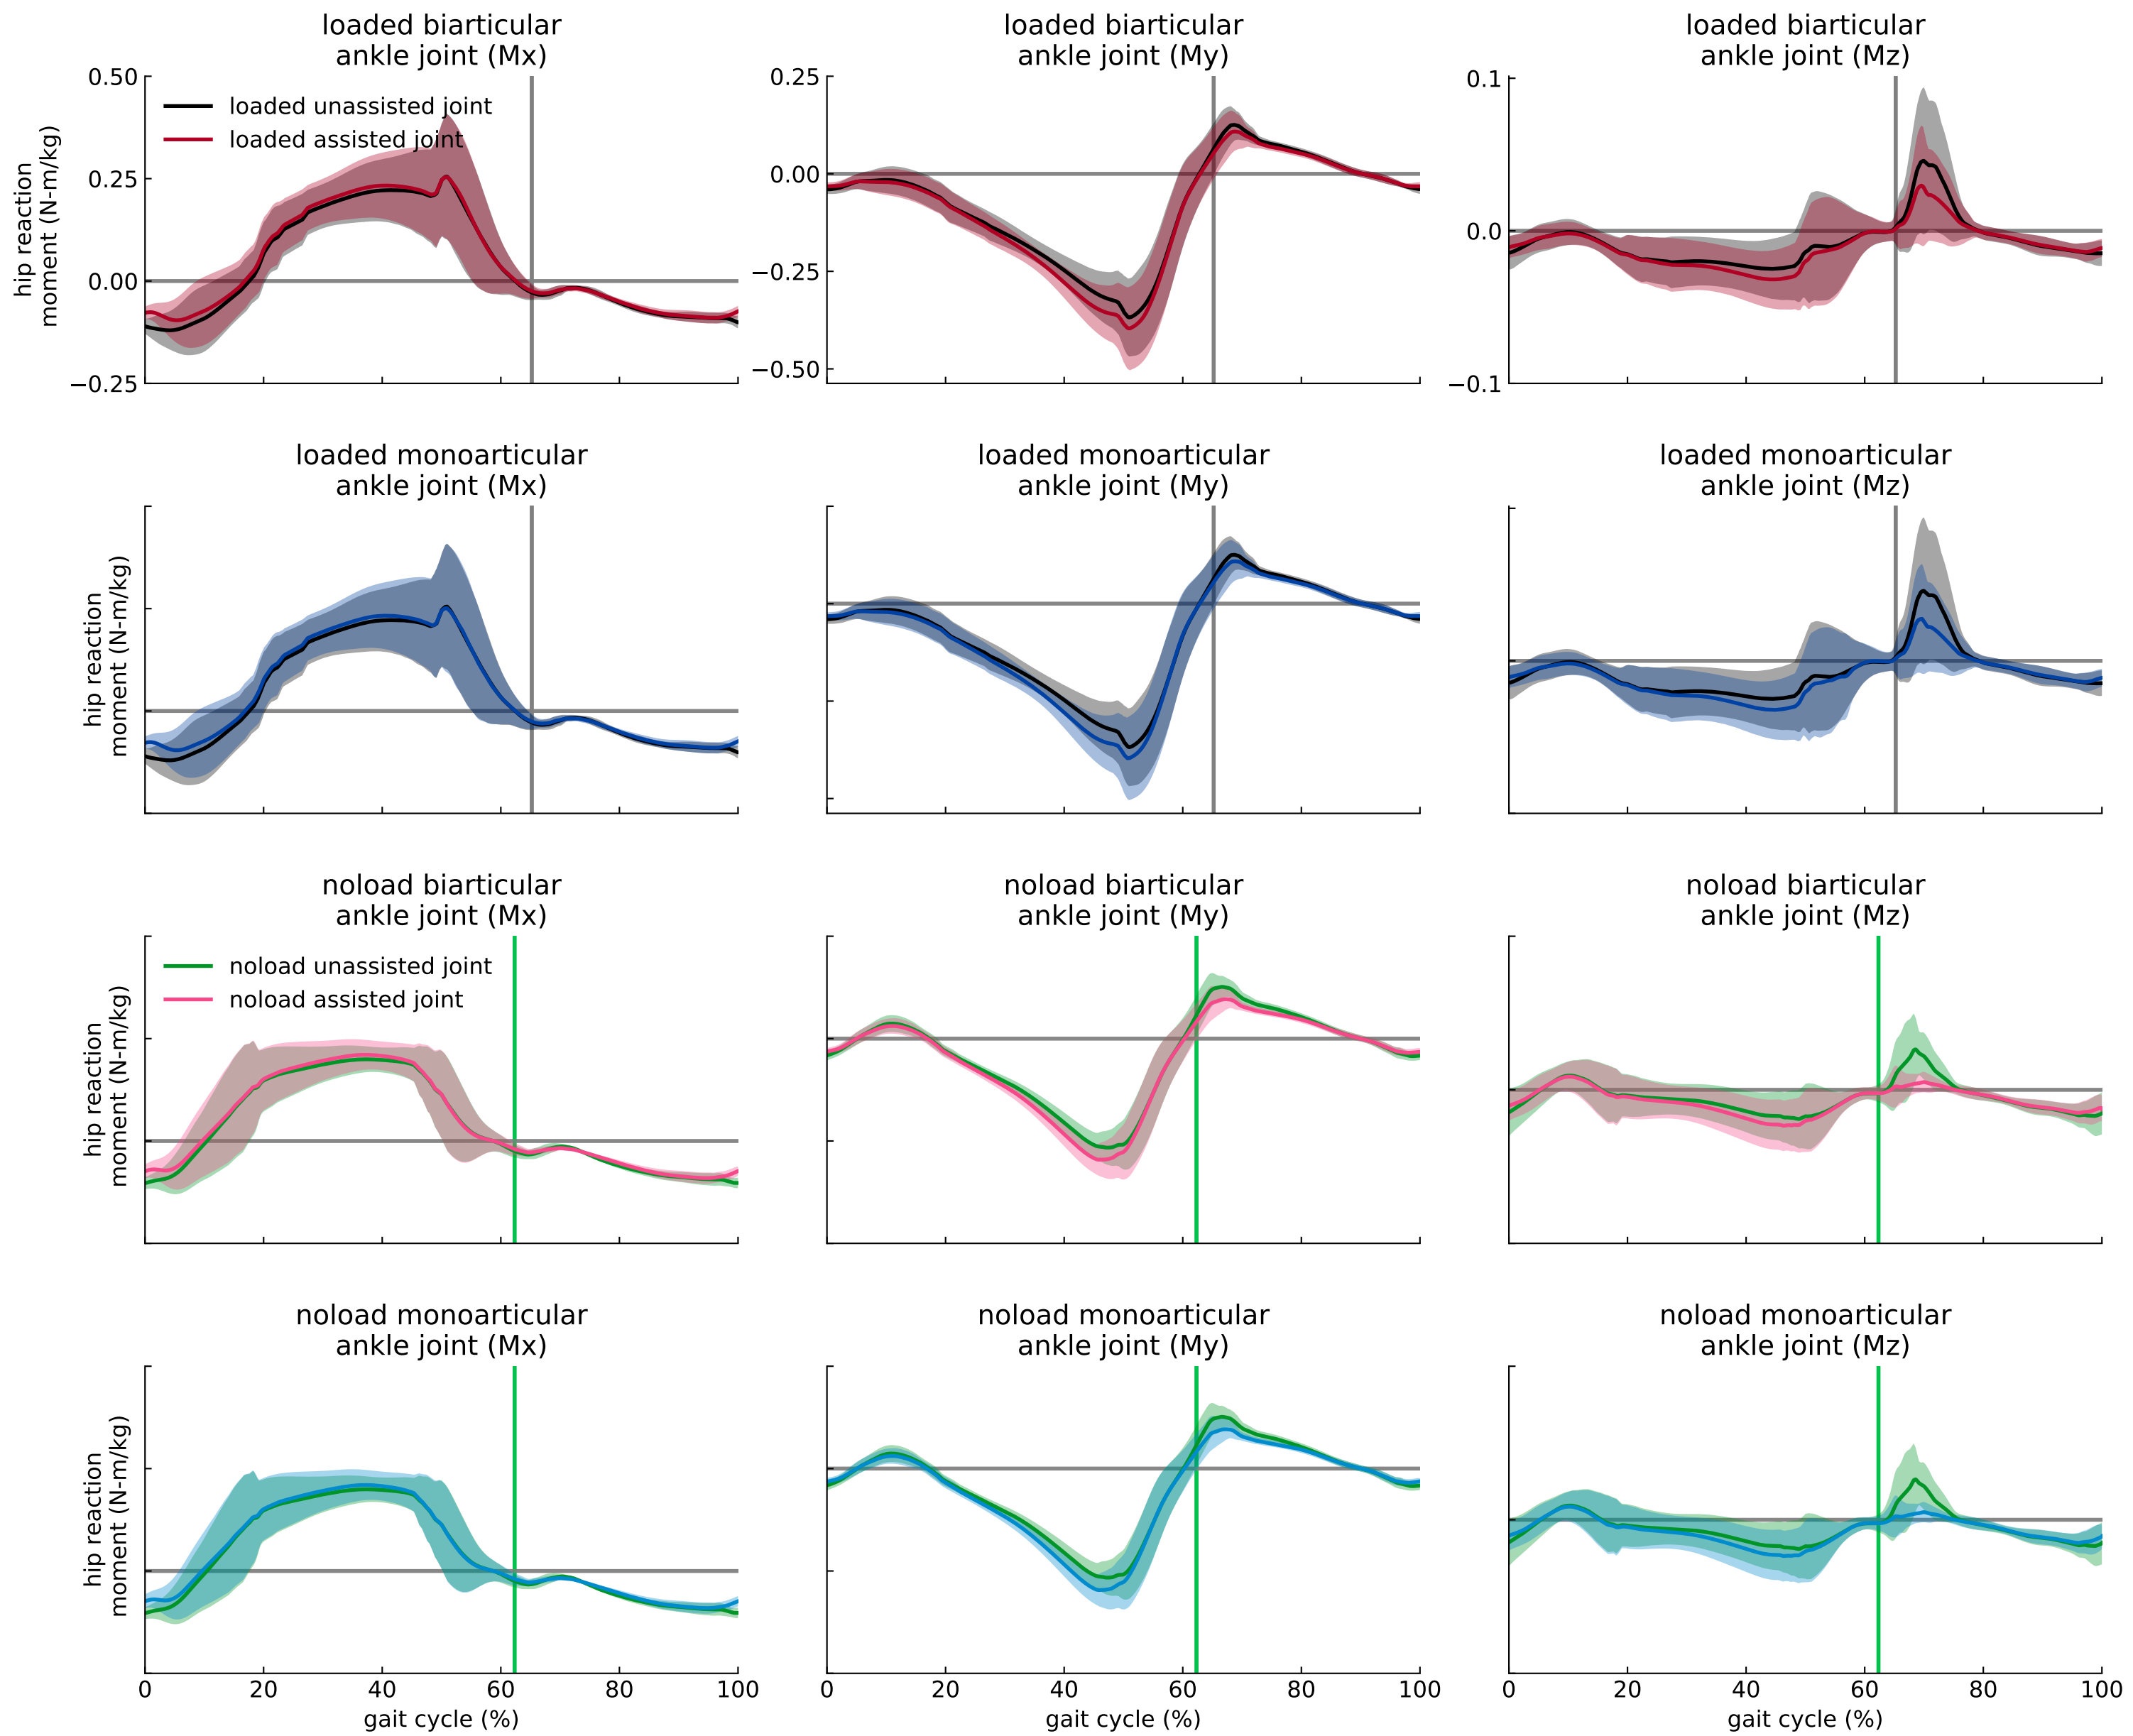 loaded biarticular
ankle joint (Mx)
loaded biarticular
ankle joint (My)
loaded biarticular
ankle joint (Mz)
0.50
0.25
0.00
−0.25
hip reaction
moment (N-m/kg)
loaded unassisted joint
loaded assisted joint
0.25
0.00
−0.25
−0.50
0.1
0.0
−0.1
loaded monoarticular
ankle joint (Mx)
loaded monoarticular
ankle joint (My)
loaded monoarticular
ankle joint (Mz)
hip reaction
moment (N-m/kg)
noload biarticular
ankle joint (Mx)
noload biarticular
ankle joint (My)
noload biarticular
ankle joint (Mz)
hip reaction
moment (N-m/kg)
noload unassisted joint
noload assisted joint
noload monoarticular
ankle joint (Mx)
noload monoarticular
ankle joint (My)
noload monoarticular
ankle joint (Mz)
hip reaction
moment (N-m/kg)
0 20 40 60 80 100
gait cycle (%)
0 20 40 60 80 100
gait cycle (%)
0 20 40 60 80 100
gait cycle (%)